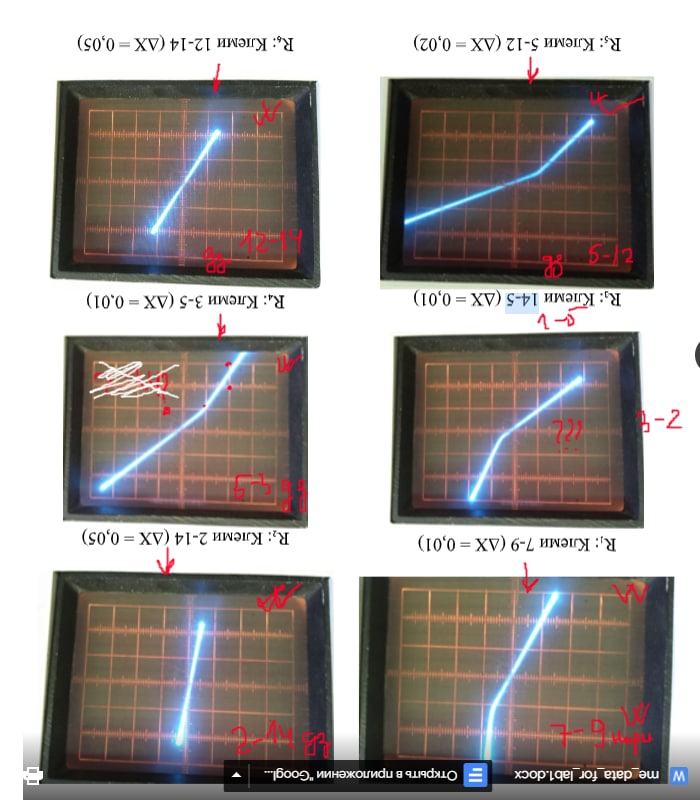 W me_data_for_lab1.docx
Открыть в приложении "Googl...
R₁: Клеми 7-9 (ΔX = 0,01)
R₂: Клеми 2-14 (ΔX = 0,05)
R₃: Клеми 14-5 (ΔX = 0,01)
R₄: Клеми 3-5 (ΔX = 0,01)
R₅: Клеми 5-12 (ΔX = 0,02)
R₆: Клеми 12-14 (ΔX = 0,05)
12-14
5-12
3-2
???
5-3
2-14
7-9